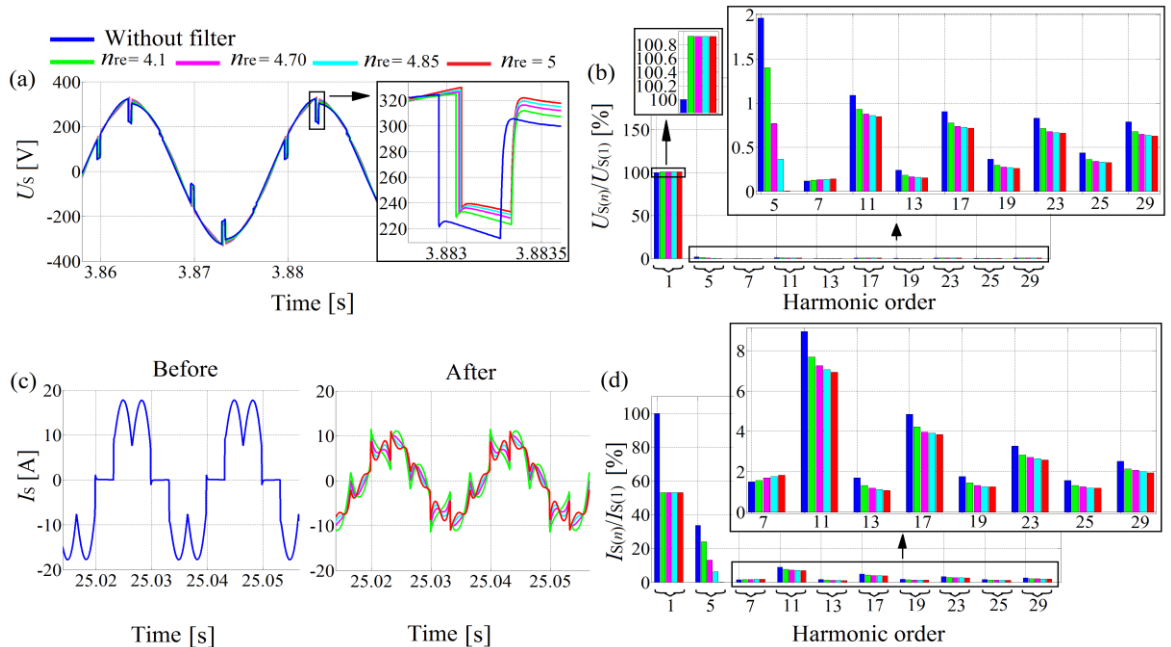 Without filter
nre = 4.1 nre = 4.70 nre = 4.85 nre = 5
(a)
400
200
0
-200
-400
US [V]
3.86 3.87 3.88
Time [s]
320
300
280
260
240
220
3.883 3.8835
(b)
100.8
100.6
100.4
100.2
100
150
100
50
0
US(n)/US(1) [%]
2
1.5
1
0.5
0
5 7 11 13 17 19 23 25 29
1 5 7 11 13 17 19 23 25 29
Harmonic order
(c)
Before
20
10
0
-10
-20
IS [A]
25.02 25.04 25.05
Time [s]
After
20
10
0
-10
-20
25.02 25.03 25.04 25.05
Time [s]
(d)
100
80
60
40
20
0
IS(n)/IS(1) [%]
8
6
4
2
0
7 11 13 17 19 23 25 29
1 5 7 11 13 17 19 23 25 29
Harmonic order